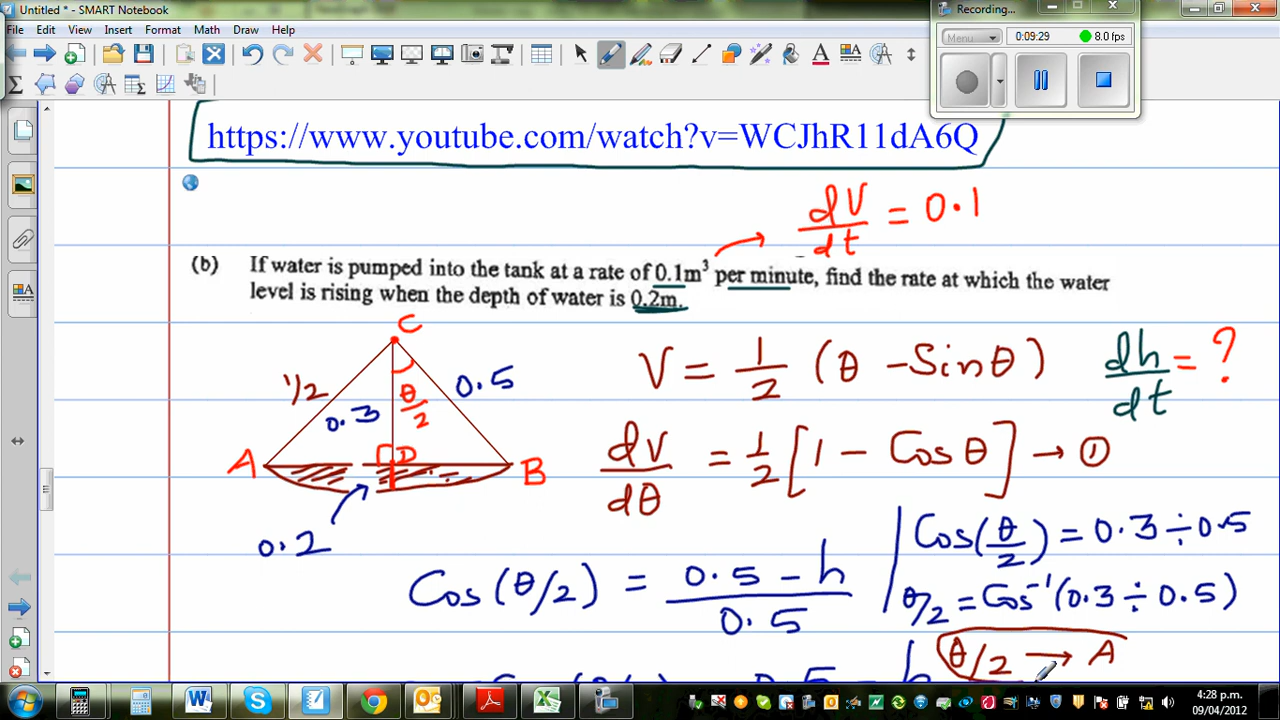 Untitled * - SMART Notebook
Recording...
File Edit View Insert Format Math Draw Help
Menu 0:09:29 8.0 fps
https://www.youtube.com/watch?v=WCJhR11dA6Q
dV/dt = 0.1
(b) If water is pumped into the tank at a rate of 0.1m³ per minute, find the rate at which the water
level is rising when the depth of water is 0.2m.
C
1/2 0.3 θ/2 0.5
A D B
0.2
V = 1/2 (θ - Sinθ)
dh/dt = ?
dV/dθ = 1/2 [1 - Cosθ] → ①
Cos(θ/2) = (0.5 - h)/0.5
Cos(θ/2) = 0.3 ÷ 0.5
θ/2 = Cos⁻¹(0.3 ÷ 0.5)
θ/2 → A
4:28 p.m.
09/04/2012